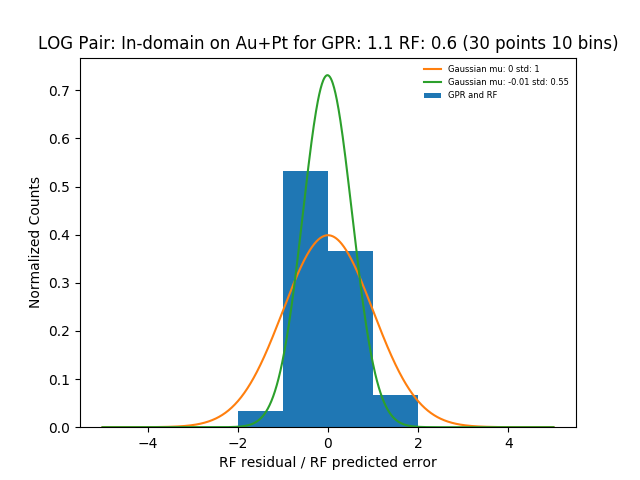 LOG Pair: In-domain on Au+Pt for GPR: 1.1 RF: 0.6 (30 points 10 bins)
Gaussian mu: 0 std: 1
Gaussian mu: -0.01 std: 0.55
GPR and RF
Normalized Counts
0.7
0.6
0.5
0.4
0.3
0.2
0.1
0.0
−4 −2 0 2 4
RF residual / RF predicted error